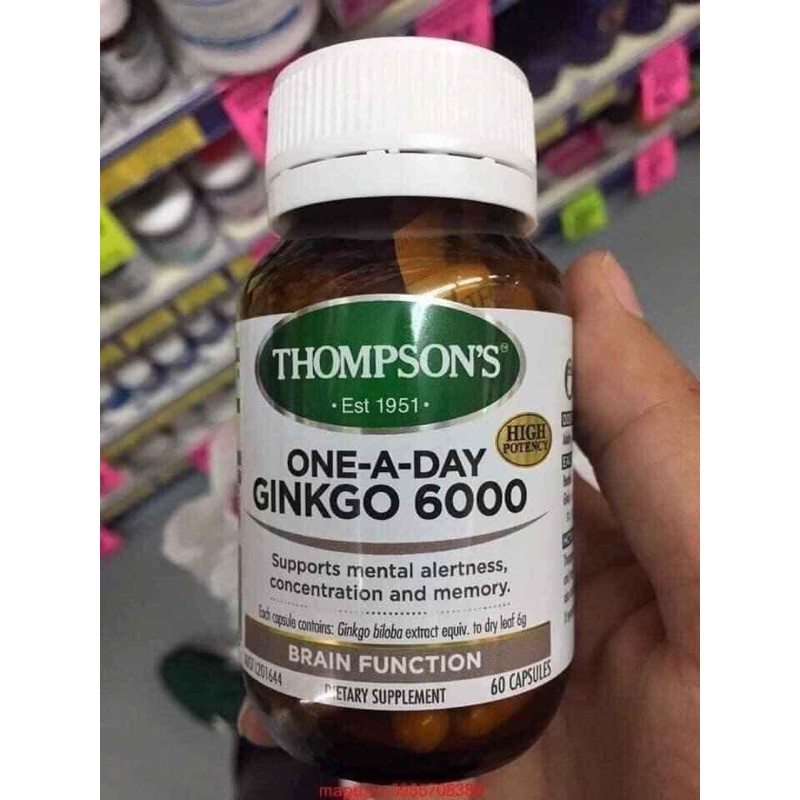 THOMPSON'S
• Est 1951 •
HIGH
POTENCY
ONE-A-DAY
GINKGO 6000
Supports mental alertness,
concentration and memory.
Each capsule contains: Ginkgo biloba extract equiv. to dry leaf 6g
BRAIN FUNCTION
L201644
DIETARY SUPPLEMENT
60 CAPSULES